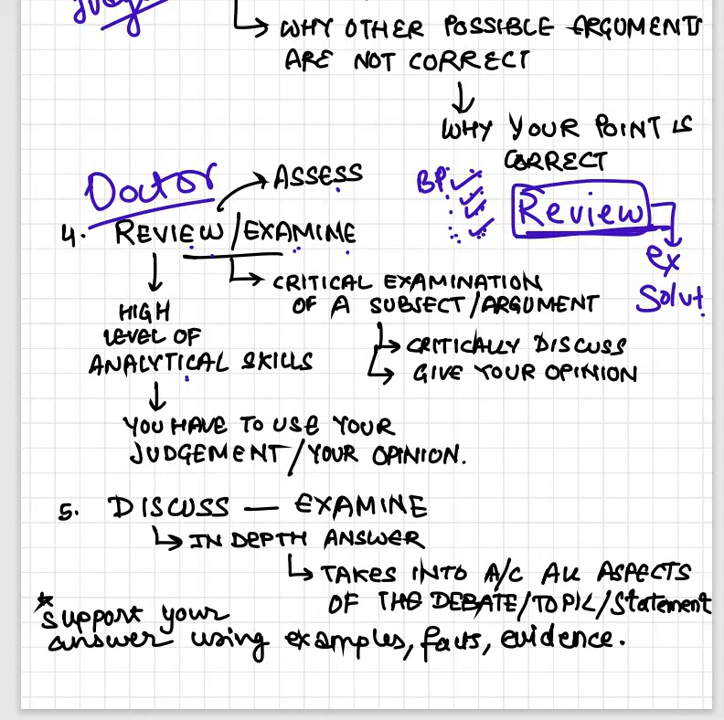 Judge
WHY OTHER POSSIBLE ARGOMENTS
ARE NOT CORRECT
WHY YOUR POINT IS
CORRECT
Doctor
ASSESS
BP
Review
4. REVIEW/EXAMINE
ex
Solut.
CRITICAL EXAMINATION
OF A SUBJECT/ARGUMENT
HIGH
LEVEL OF
ANALYTICAL SKILLS
CRITICALLY DISCUSS
GIVE YOUR OPINION
YOU HAVE TO USE YOUR
JUDGEMENT/YOUR OPINION.
5. DISCUSS — EXAMINE
IN DEPTH ANSWER
TAKES INTO A/C ALL ASPECTS
OF THE DEBATE/TOPIC/Statement
*Support your
answer using examples, facts, evidence.